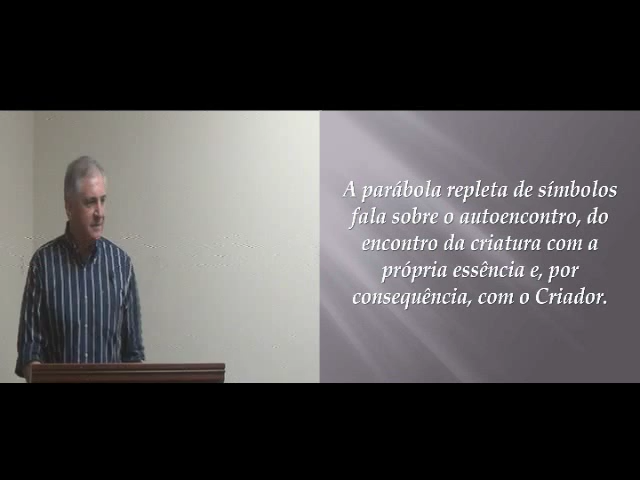 A parábola repleta de símbolos
fala sobre o autoencontro, do
encontro da criatura com a
própria essência e, por
consequência, com o Criador.